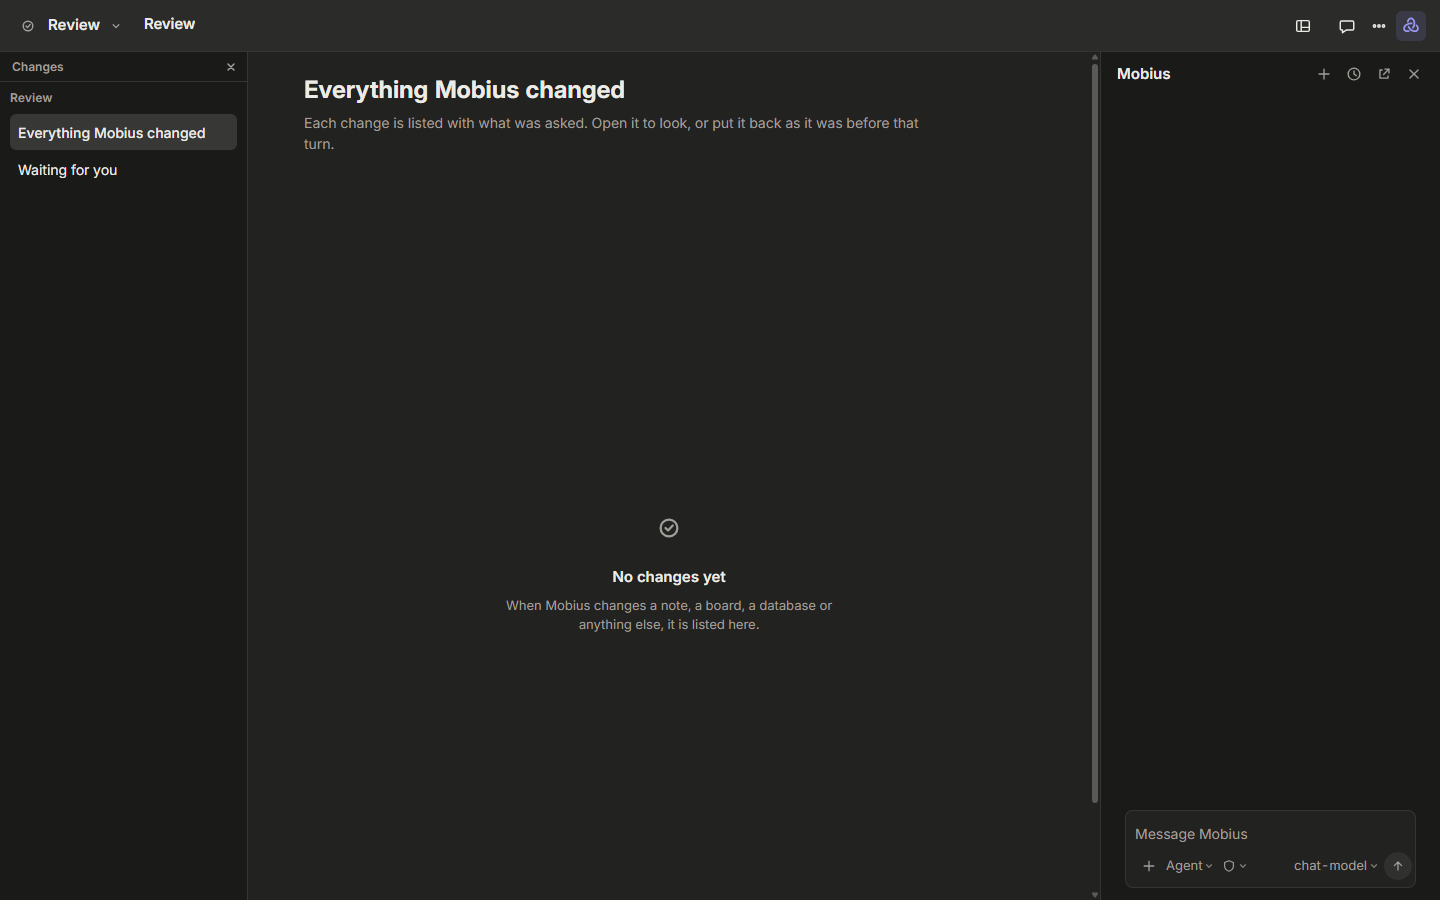 Review
Review
Changes
Review
Everything Mobius changed
Waiting for you
Everything Mobius changed
Each change is listed with what was asked. Open it to look, or put it back as it was before that
turn.
No changes yet
When Mobius changes a note, a board, a database or
anything else, it is listed here.
Mobius
Message Mobius
Agent
chat-model